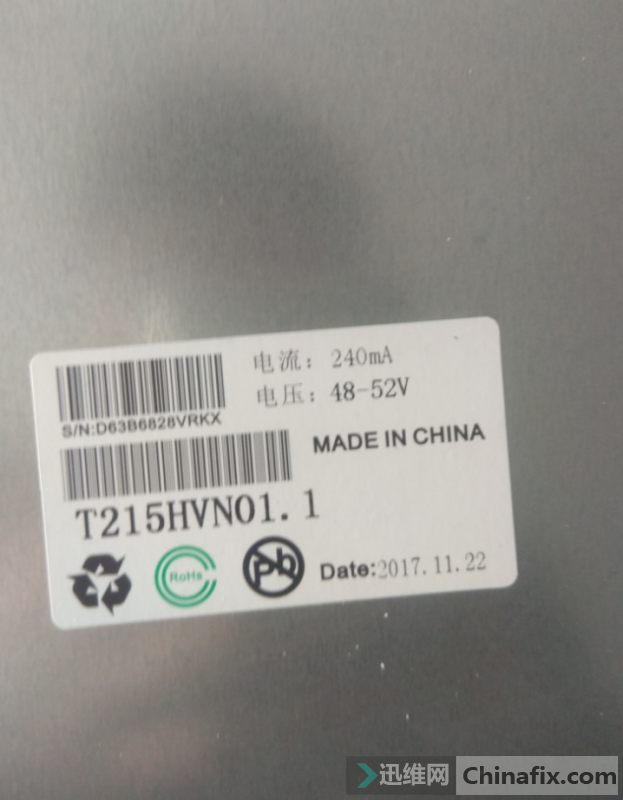 电流：240mA
电压：48-52V
S/N:D63B6828VRKX
MADE IN CHINA
T215HVN01.1
RoHs
Pb
Date:2017.11.22
迅维网 Chinafix.com